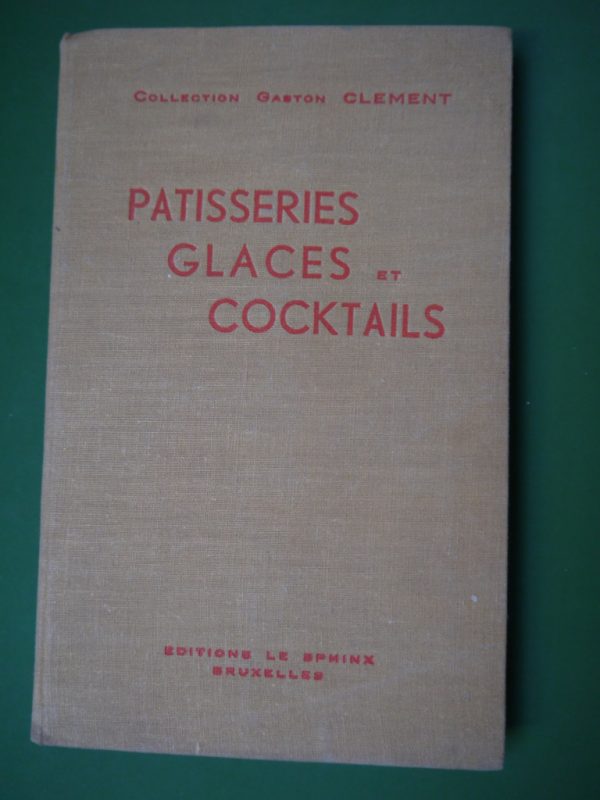 COLLECTION GASTON CLEMENT
PATISSERIES
GLACES ET
COCKTAILS
EDITIONS LE SPHINX
BRUXELLES